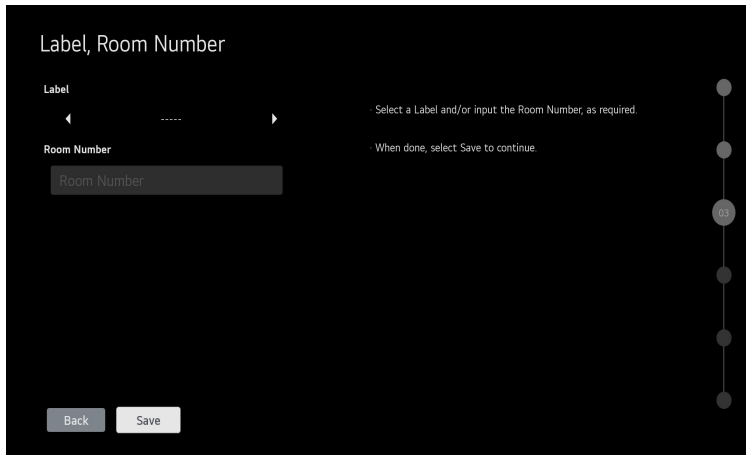 Label, Room Number
Label
-----
Room Number
Room Number
· Select a Label and/or input the Room Number, as required.
· When done, select Save to continue.
03
Back
Save